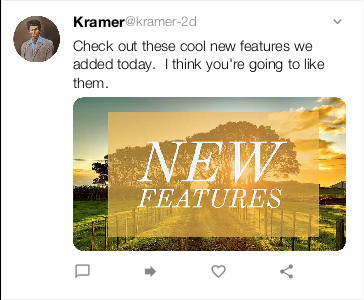 Kramer@kramer-2d
Check out these cool new features we
added today.  I think you're going to like
them.
NEW
FEATURES